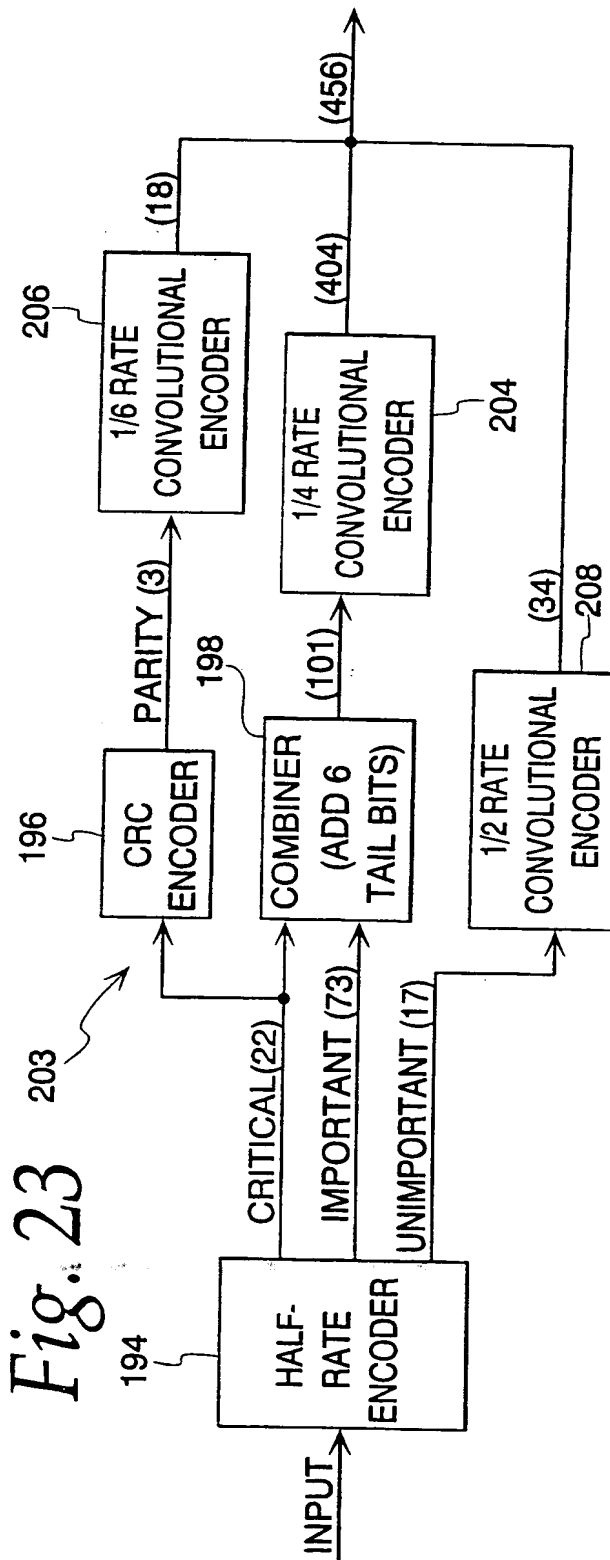 Fig. 23
203
INPUT
194
HALF-
RATE
ENCODER
CRITICAL (22)
IMPORTANT (73)
UNIMPORTANT (17)
196
CRC
ENCODER
PARITY (3)
198
COMBINER
(ADD 6
TAIL BITS)
(101)
206
1/6 RATE
CONVOLUTIONAL
ENCODER
(18)
1/4 RATE
CONVOLUTIONAL
ENCODER
204
(404)
1/2 RATE
CONVOLUTIONAL
ENCODER
208
(34)
(456)